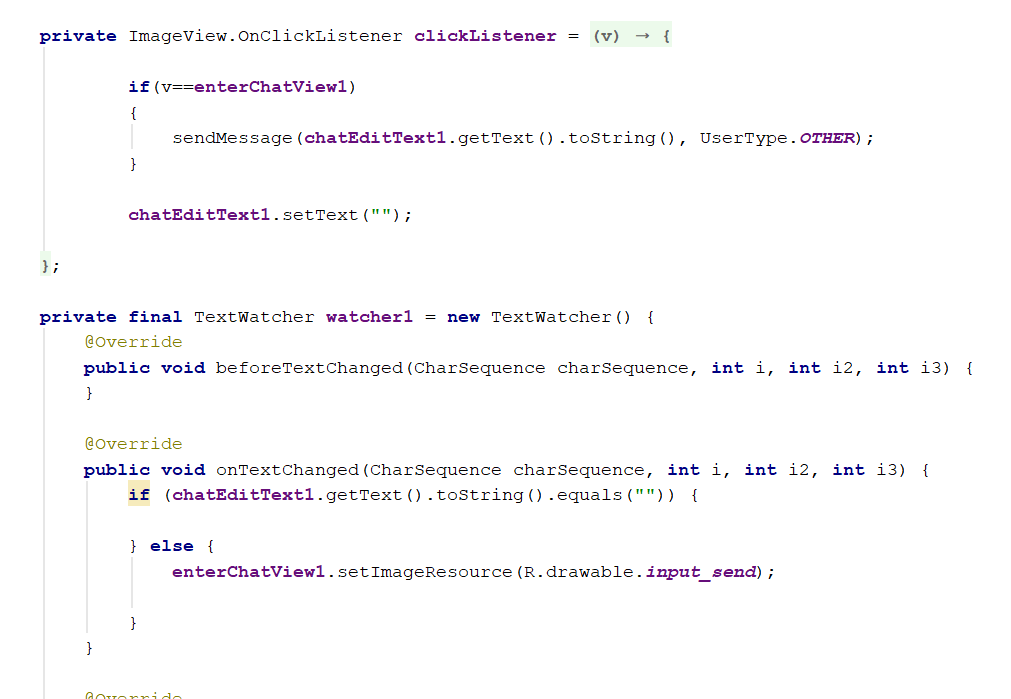 private ImageView.OnClickListener clickListener = (v) → {
if(v==enterChatView1)
{
sendMessage(chatEditText1.getText().toString(), UserType.OTHER);
}
chatEditText1.setText("");
};
private final TextWatcher watcher1 = new TextWatcher() {
@Override
public void beforeTextChanged(CharSequence charSequence, int i, int i2, int i3) {
}
@Override
public void onTextChanged(CharSequence charSequence, int i, int i2, int i3) {
if (chatEditText1.getText().toString().equals("")) {
} else {
enterChatView1.setImageResource(R.drawable.input_send);
}
}
@Override